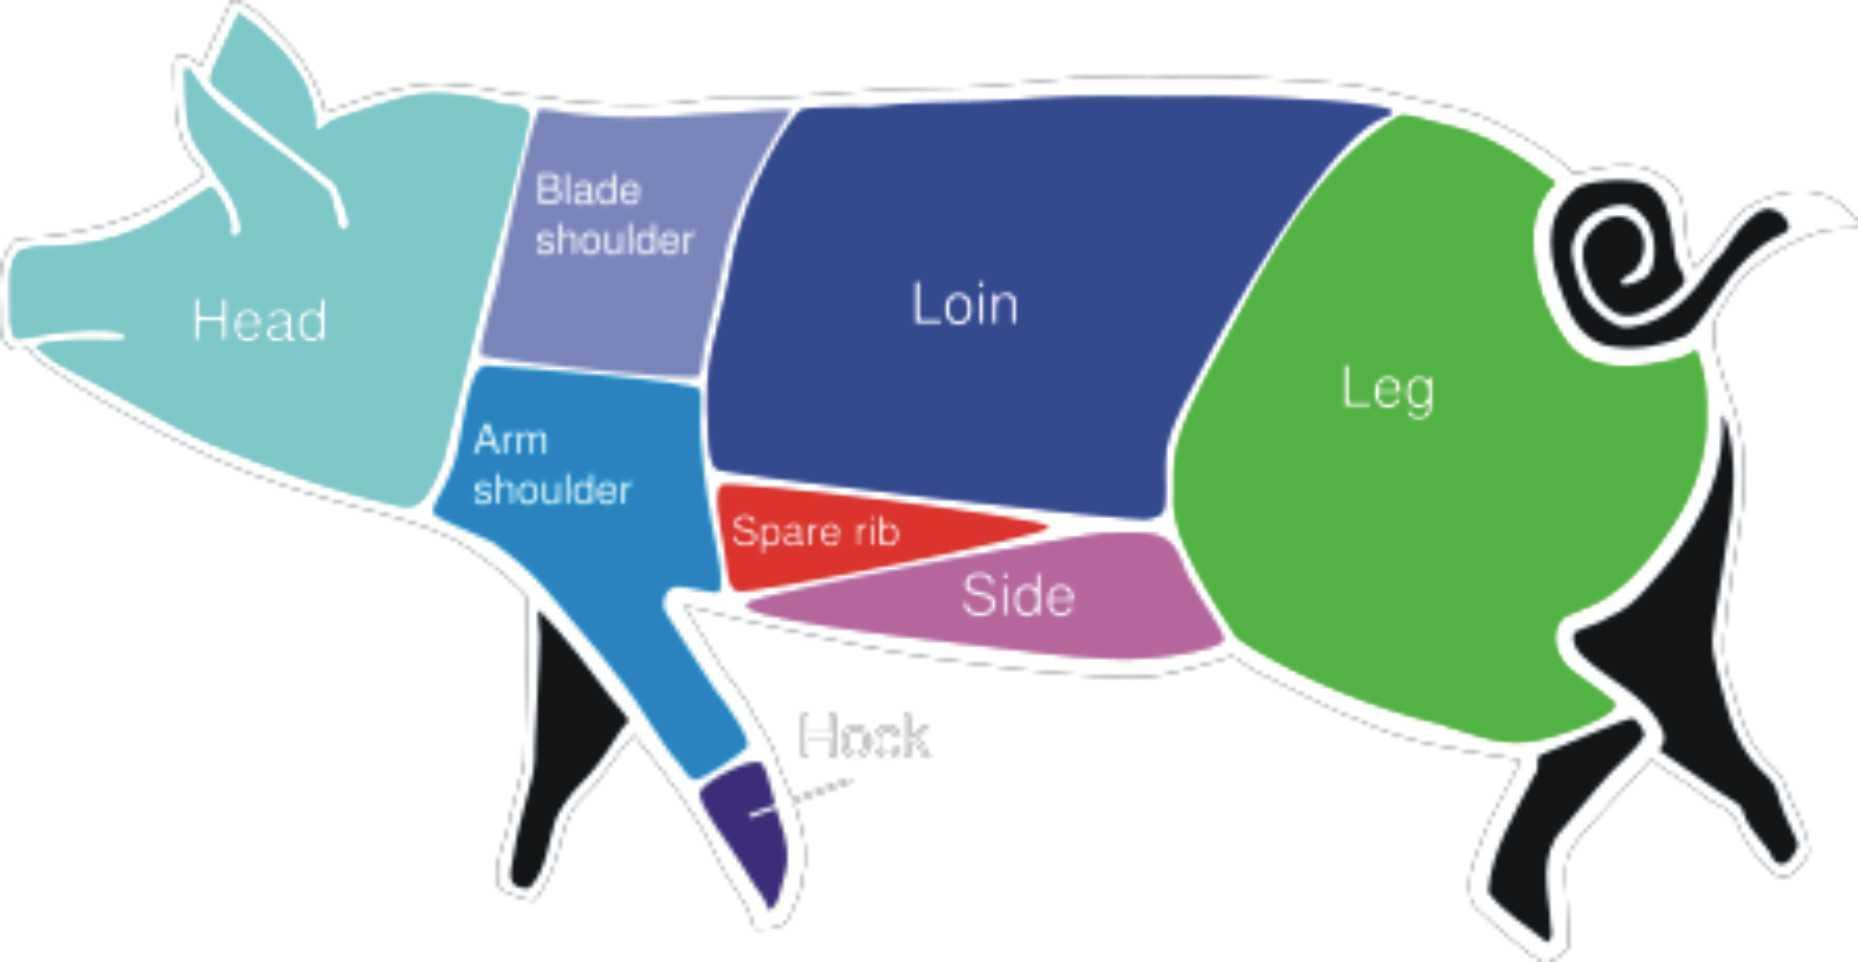 Blade
shoulder
Head
Loin
Leg
Arm
shoulder
Spare rib
Side
Hock